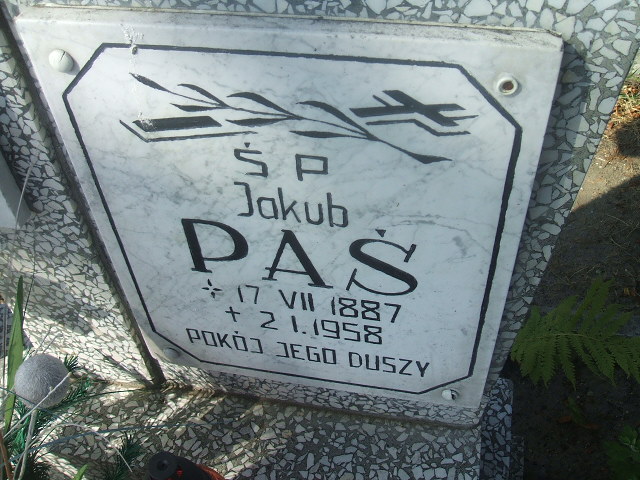 Ś P
Jakub
PAŚ
* 17 VII 1887
+ 2 I.1958
POKÓJ JEGO DUSZY